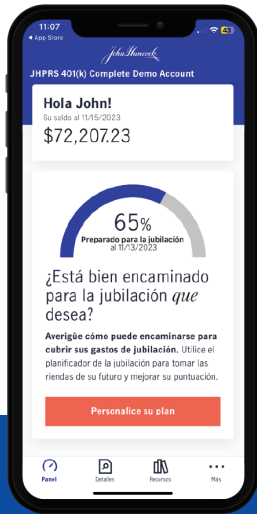 11:07
◀ App Store
43
John Hancock
JHPRS 401(k) Complete Demo Account
Hola John!
Su saldo al 11/15/2023
$72,207.23
65%
Preparado para la jubilación
al 11/13/2023
¿Está bien encaminado
para la jubilación que
desea?
Averigüe cómo puede encaminarse para
cubrir sus gastos de jubilación. Utilice el
planificador de la jubilación para tomar las
riendas de su futuro y mejorar su puntuación.
Personalice su plan
Panel
Detalles
Recursos
Más